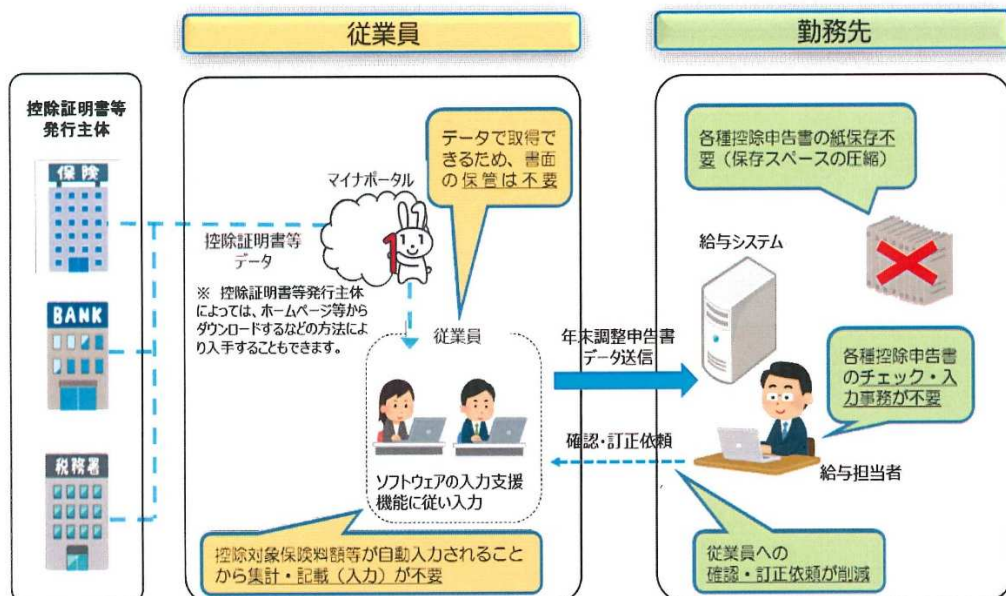 従業員
勤務先
控除証明書等
発行主体
保険
BANK
税務署
データで取得で
きるため、書面
の保管は不要
マイナポータル
控除証明書等
データ
※ 控除証明書等発行主体
によっては、ホームページ等から
ダウンロードするなどの方法によ
り入手することもできます。
従業員
ソフトウェアの入力支援
機能に従い入力
控除対象保険料額等が自動入力されること
から集計・記載（入力）が不要
年末調整申告書
データ送信
確認・訂正依頼
各種控除申告書の紙保存不
要（保存スペースの圧縮）
給与システム
各種控除申告書
のチェック・入
力事務が不要
給与担当者
従業員への
確認・訂正依頼が削減